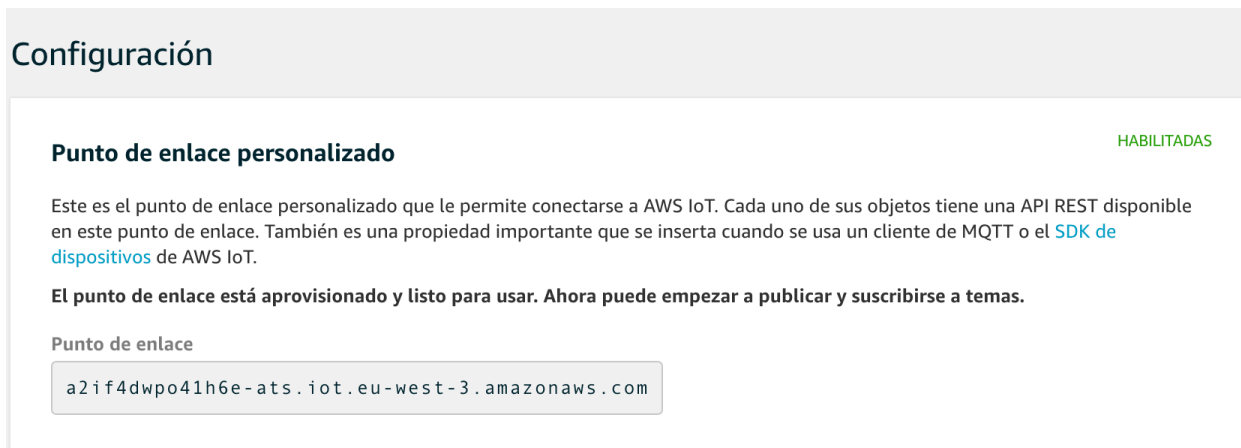 Configuración
Punto de enlace personalizado
HABILITADAS
Este es el punto de enlace personalizado que le permite conectarse a AWS IoT. Cada uno de sus objetos tiene una API REST disponible
en este punto de enlace. También es una propiedad importante que se inserta cuando se usa un cliente de MQTT o el SDK de
dispositivos de AWS IoT.
El punto de enlace está aprovisionado y listo para usar. Ahora puede empezar a publicar y suscribirse a temas.
Punto de enlace
a2if4dwpo41h6e-ats.iot.eu-west-3.amazonaws.com